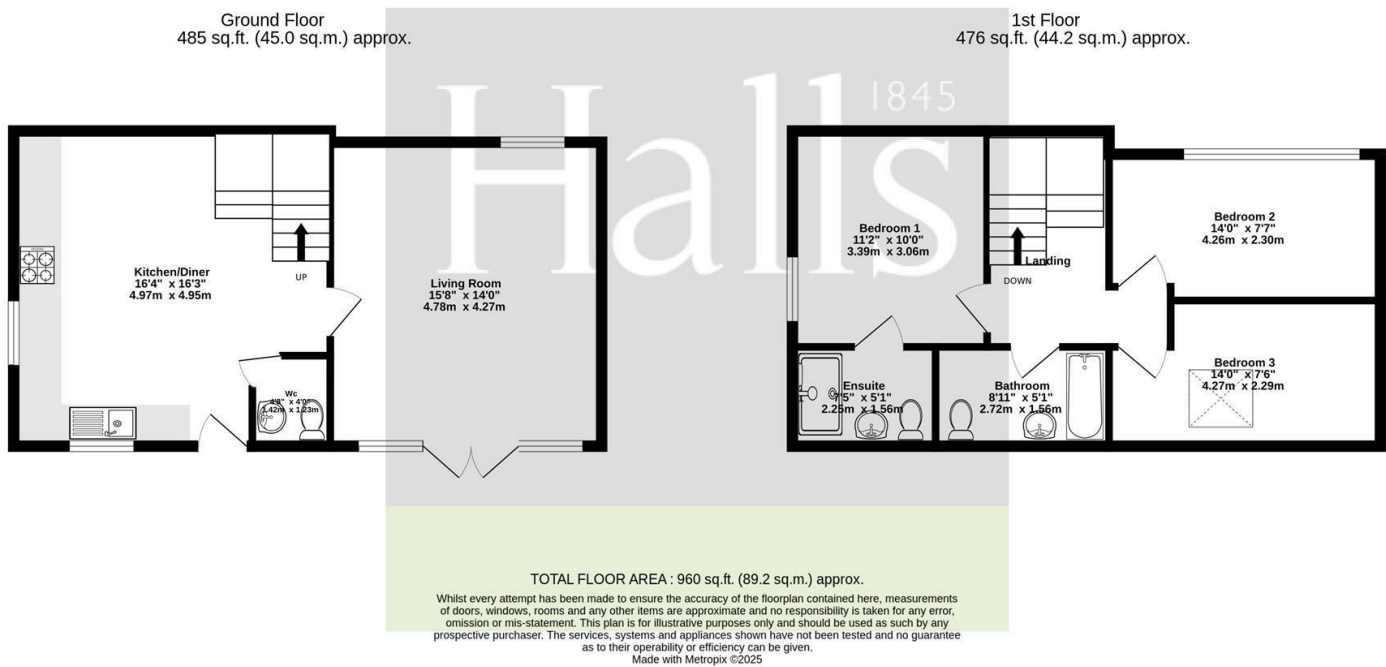 Ground Floor
485 sq.ft. (45.0 sq.m.) approx.
1st Floor
476 sq.ft. (44.2 sq.m.) approx.
1845
Halls
Kitchen/Diner
16'4" x 16'3"
4.97m x 4.95m
UP
Living Room
15'8" x 14'0"
4.78m x 4.27m
Wc
4'8" x 4'0"
1.42m x 1.23m
Bedroom 1
11'2" x 10'0"
3.39m x 3.06m
Landing
DOWN
Bedroom 2
14'0" x 7'7"
4.26m x 2.30m
Ensuite
7'5" x 5'1"
2.25m x 1.56m
Bathroom
8'11" x 5'1"
2.72m x 1.56m
Bedroom 3
14'0" x 7'6"
4.27m x 2.29m
TOTAL FLOOR AREA : 960 sq.ft. (89.2 sq.m.) approx.
Whilst every attempt has been made to ensure the accuracy of the floorplan contained here, measurements
of doors, windows, rooms and any other items are approximate and no responsibility is taken for any error,
omission or mis-statement. This plan is for illustrative purposes only and should be used as such by any
prospective purchaser. The services, systems and appliances shown have not been tested and no guarantee
as to their operability or efficiency can be given.
Made with Metropix ©2025